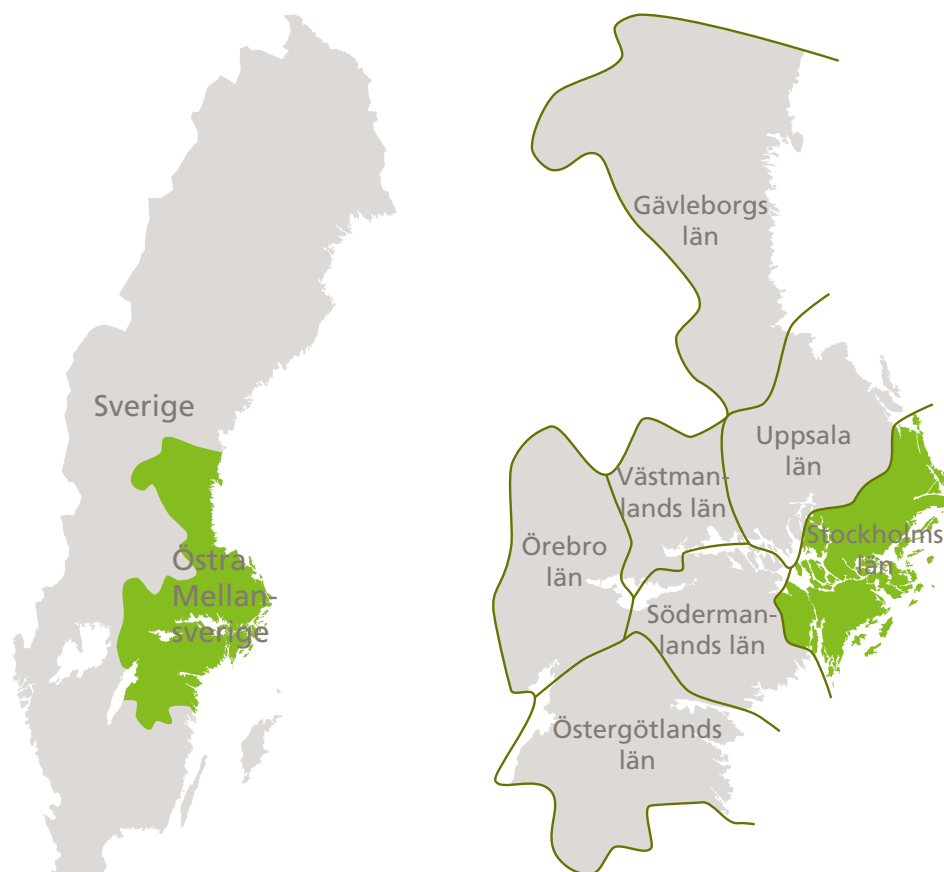 Sverige
Östra
Mellan-
sverige
Gävleborgs
län
Uppsala
län
Västman-
lands län
Örebro
län
Stockholms
län
Söderman-
lands län
Östergötlands
län